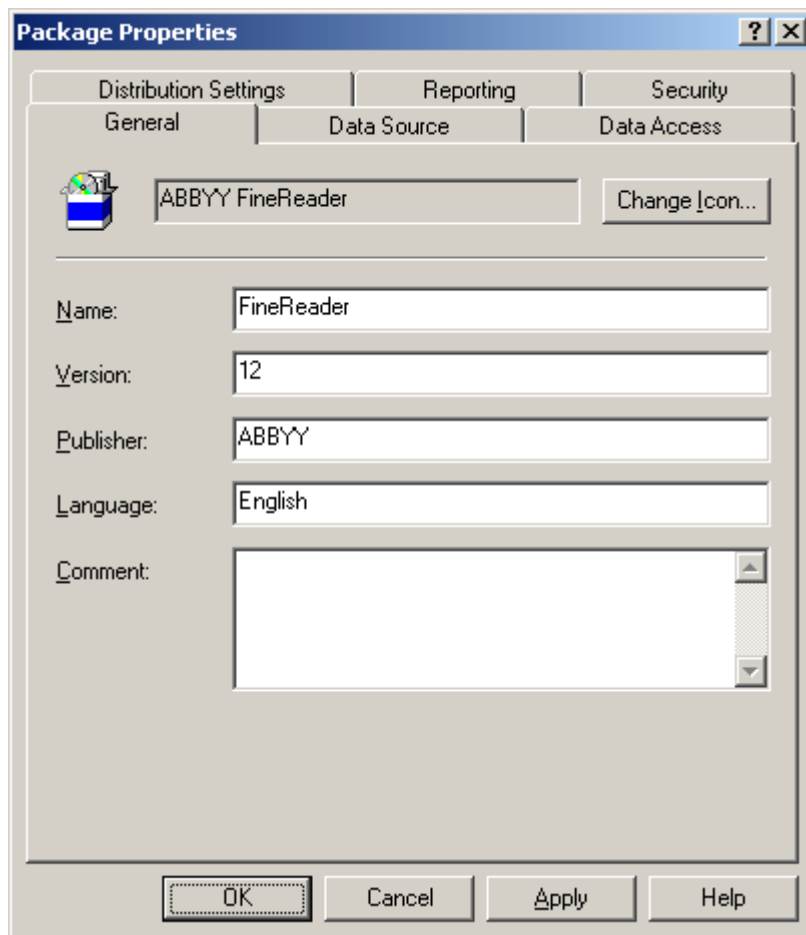 Package Properties
Distribution Settings Reporting Security
General Data Source Data Access
ABBYY FineReader Change Icon...
Name: FineReader
Version: 12
Publisher: ABBYY
Language: English
Comment:
OK Cancel Apply Help